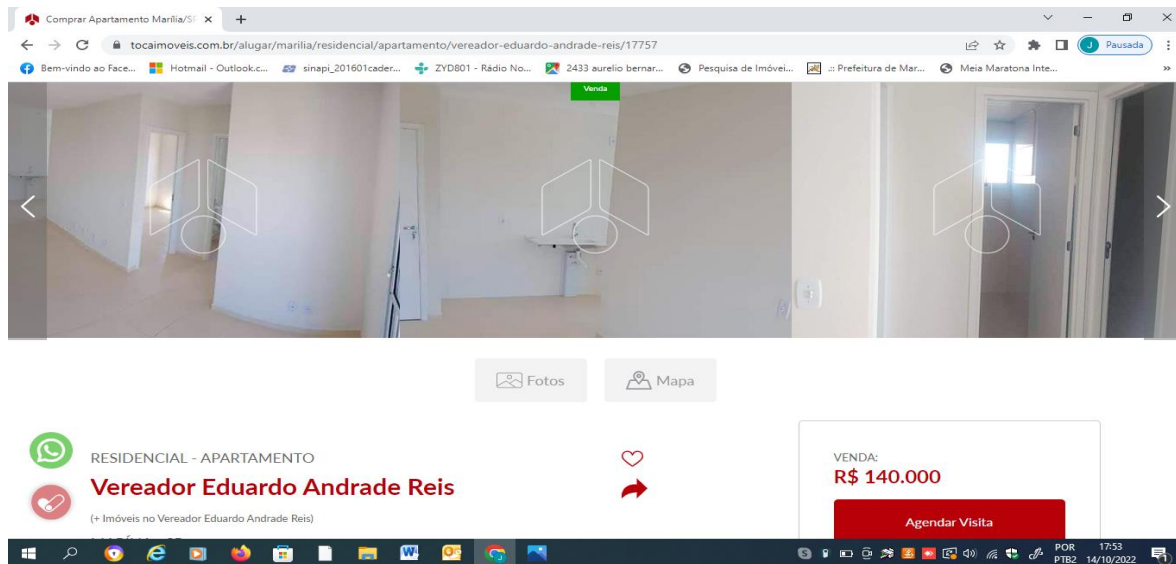 Comprar Apartamento Marília/SP
tocaimoveis.com.br/alugar/marilia/residencial/apartamento/vereador-eduardo-andrade-reis/17757
J Pausada
Bem-vindo ao Face... Hotmail - Outlook.c... sinapi_201601cader... ZYD801 - Rádio No... 2433 aurelio bernar... Pesquisa de Imóvei... .:: Prefeitura de Mar... Meia Maratona Inte... »
Venda
Fotos Mapa
RESIDENCIAL - APARTAMENTO
Vereador Eduardo Andrade Reis
(+ Imóveis no Vereador Eduardo Andrade Reis)
VENDA:
R$ 140.000
Agendar Visita
POR 17:53
PTB2 14/10/2022